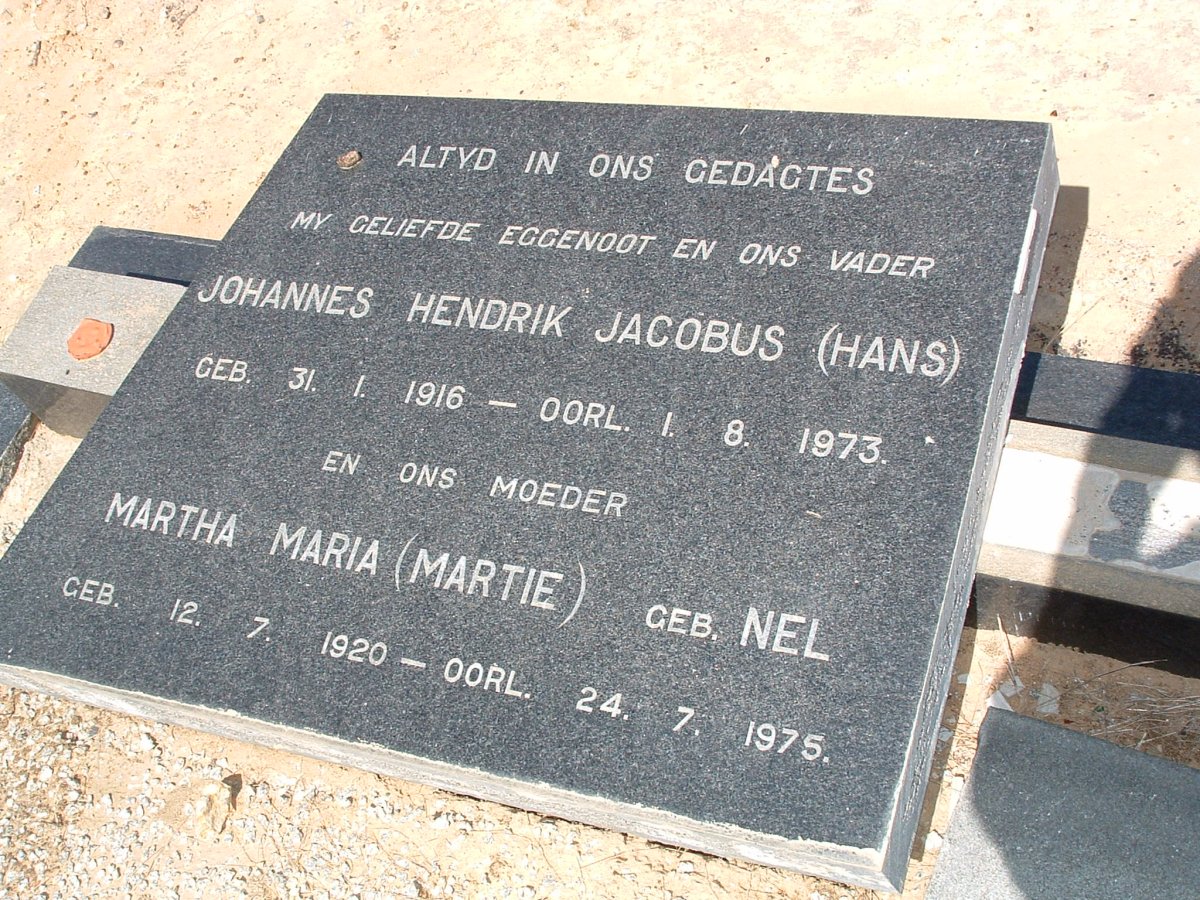 ALTYD IN ONS GEDAGTES
MY GELIEFDE EGGENOOT EN ONS VADER
JOHANNES HENDRIK JACOBUS (HANS)
GEB. 31. 1. 1916 — OORL. 1. 8. 1973.
EN ONS MOEDER
MARTHA MARIA (MARTIE) GEB. NEL
GEB. 12. 7. 1920 — OORL. 24. 7. 1975.